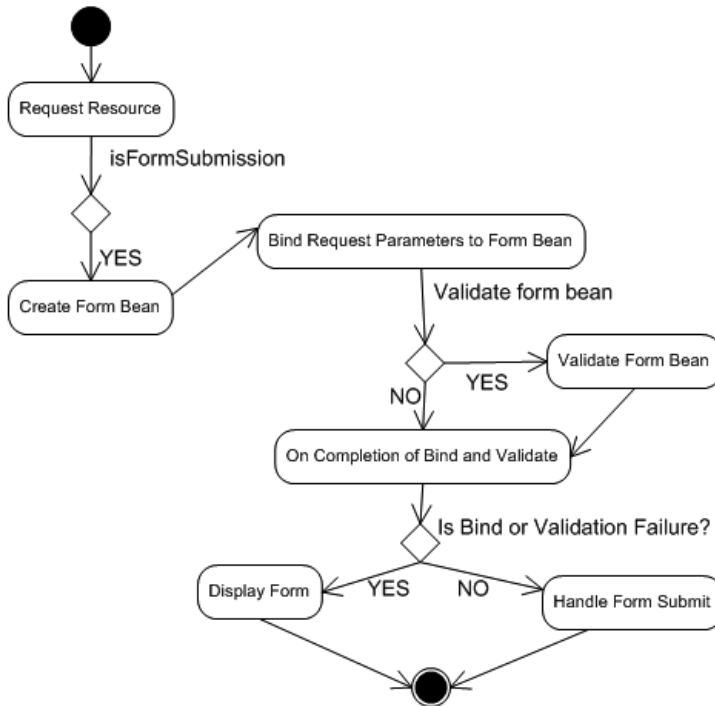 Request Resource
isFormSubmission
YES
Create Form Bean
Bind Request Parameters to Form Bean
Validate form bean
YES
Validate Form Bean
NO
On Completion of Bind and Validate
Is Bind or Validation Failure?
YES
NO
Display Form
Handle Form Submit